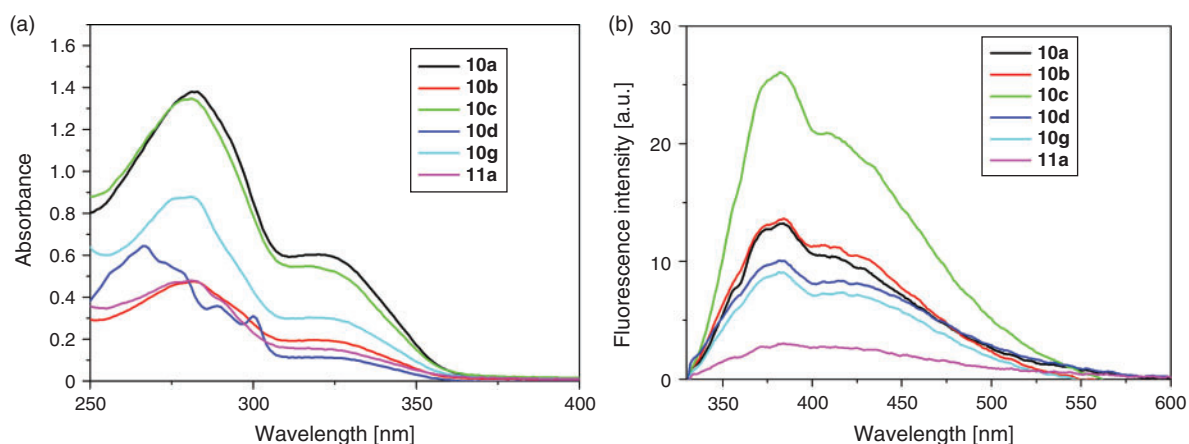 (a)
1.6
1.4
1.2
1.0
0.8
0.6
0.4
0.2
0
Absorbance
10a
10b
10c
10d
10g
11a
250
300
350
400
Wavelength [nm]
(b)
30
20
10
0
Fluorescence intensity [a.u.]
10a
10b
10c
10d
10g
11a
350
400
450
500
550
600
Wavelength [nm]